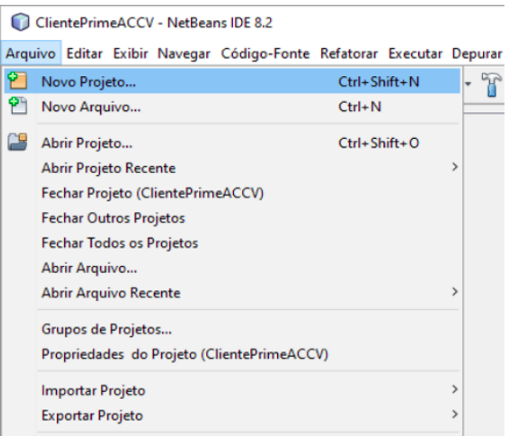 ClientePrimeACCV - NetBeans IDE 8.2
Arquivo Editar Exibir Navegar Código-Fonte Refatorar Executar Depurar
Novo Projeto... Ctrl+Shift+N
Novo Arquivo... Ctrl+N
Abrir Projeto... Ctrl+Shift+O
Abrir Projeto Recente
Fechar Projeto (ClientePrimeACCV)
Fechar Outros Projetos
Fechar Todos os Projetos
Abrir Arquivo...
Abrir Arquivo Recente
Grupos de Projetos...
Propriedades do Projeto (ClientePrimeACCV)
Importar Projeto
Exportar Projeto